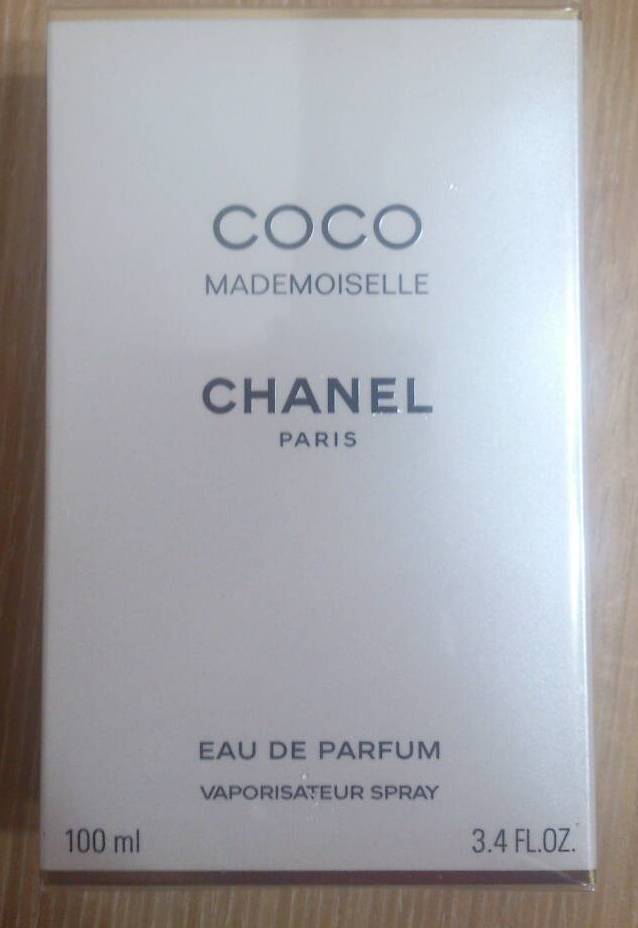 COCO
MADEMOISELLE
CHANEL
PARIS
EAU DE PARFUM
VAPORISATEUR SPRAY
100 ml 3.4 FL.OZ.